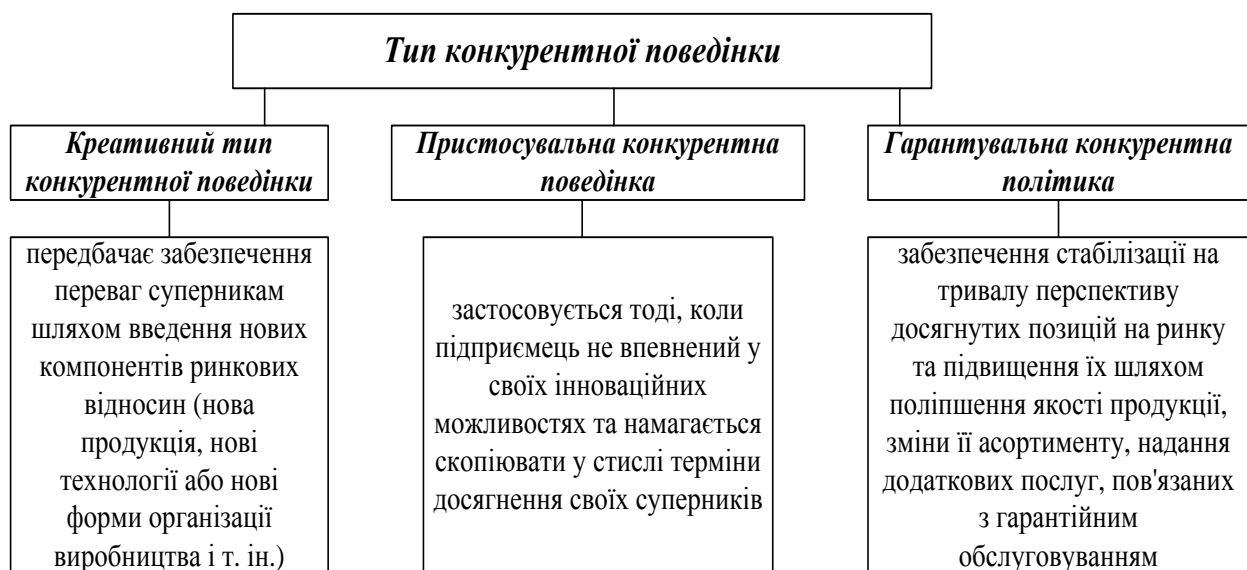 Тип конкурентної поведінки
Креативний тип
конкурентної поведінки
передбачає забезпечення
переваг суперникам
шляхом введення нових
компонентів ринкових
відносин (нова
продукція, нові
технології або нові
форми організації
виробництва і т. ін.)
Пристосувальна конкурентна
поведінка
застосовується тоді, коли
підприємець не впевнений у
своїх інноваційних
можливостях та намагається
скопіювати у стислі терміни
досягнення своїх суперників
Гарантувальна конкурентна
політика
забезпечення стабілізації на
тривалу перспективу
досягнутих позицій на ринку
та підвищення їх шляхом
поліпшення якості продукції,
зміни її асортименту, надання
додаткових послуг, пов'язаних
з гарантійним
обслуговуванням